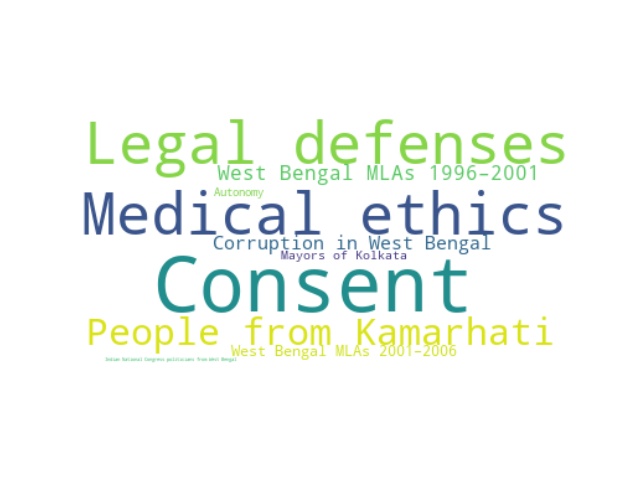 Legal defenses
West Bengal MLAs 1996–2001
Autonomy
Medical ethics
Corruption in West Bengal
Mayors of Kolkata
Consent
People from Kamarhati
West Bengal MLAs 2001–2006
Indian National Congress politicians from West Bengal